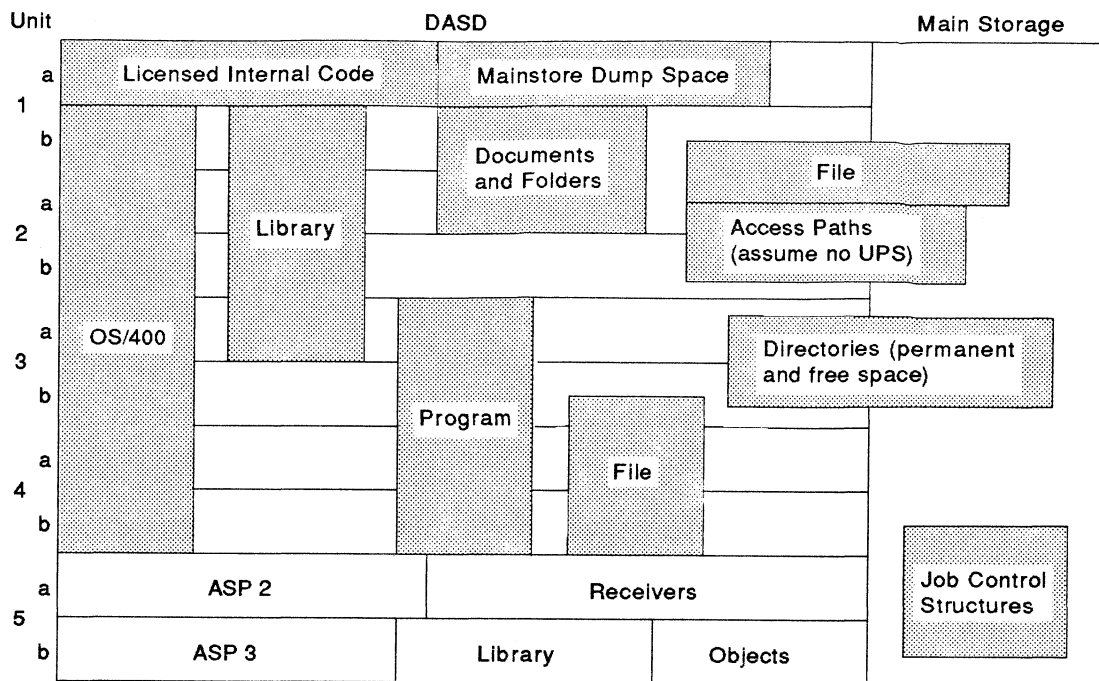 Unit
DASD
Main Storage
a
Licensed Internal Code
Mainstore Dump Space
1
b
Documents
and Folders
File
a
Library
Access Paths
(assume no UPS)
2
b
a
OS/400
Directories (permanent
and free space)
3
b
Program
a
File
4
b
a
ASP 2
Receivers
Job Control
Structures
5
b
ASP 3
Library
Objects